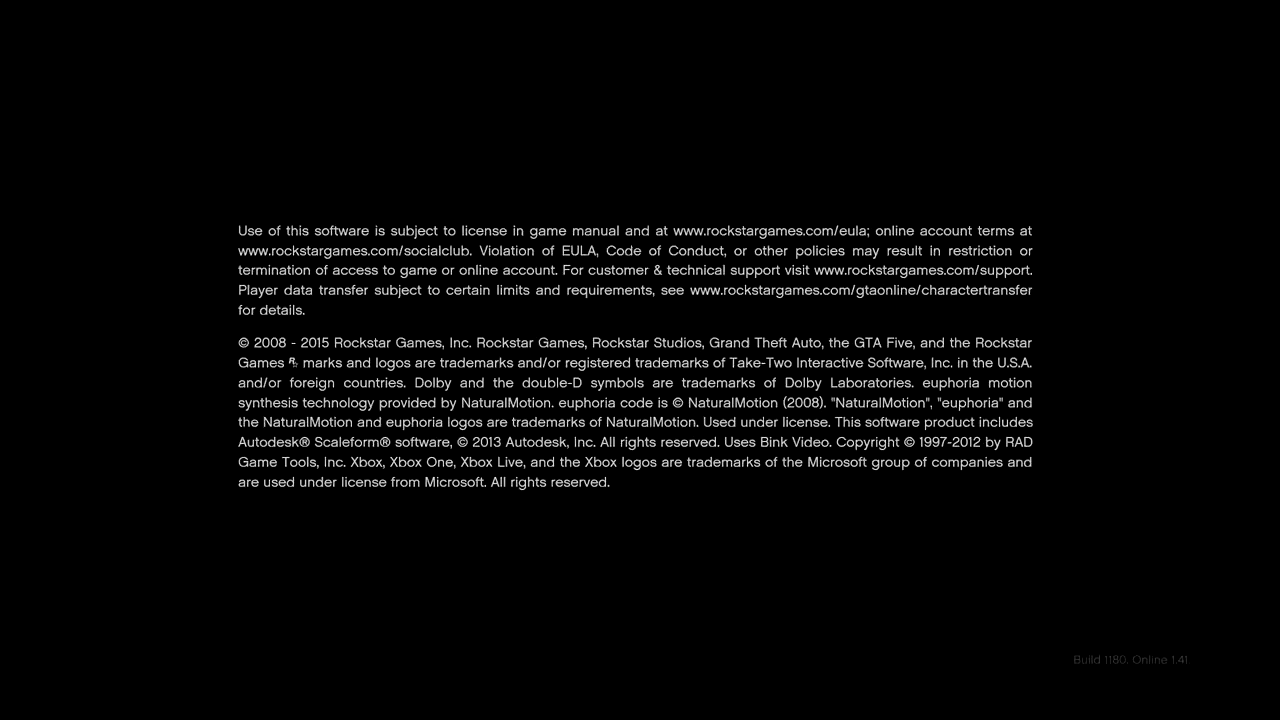 Use of this software is subject to license in game manual and at www.rockstargames.com/eula; online account terms at
www.rockstargames.com/socialclub. Violation of EULA, Code of Conduct, or other policies may result in restriction or
termination of access to game or online account. For customer & technical support visit www.rockstargames.com/support.
Player data transfer subject to certain limits and requirements, see www.rockstargames.com/gtaonline/charactertransfer
for details.
© 2008 - 2015 Rockstar Games, Inc. Rockstar Games, Rockstar Studios, Grand Theft Auto, the GTA Five, and the Rockstar
Games R* marks and logos are trademarks and/or registered trademarks of Take-Two Interactive Software, Inc. in the U.S.A.
and/or foreign countries. Dolby and the double-D symbols are trademarks of Dolby Laboratories. euphoria motion
synthesis technology provided by NaturalMotion. euphoria code is © NaturalMotion (2008). "NaturalMotion", "euphoria" and
the NaturalMotion and euphoria logos are trademarks of NaturalMotion. Used under license. This software product includes
Autodesk® Scaleform® software, © 2013 Autodesk, Inc. All rights reserved. Uses Bink Video. Copyright © 1997-2012 by RAD
Game Tools, Inc. Xbox, Xbox One, Xbox Live, and the Xbox logos are trademarks of the Microsoft group of companies and
are used under license from Microsoft. All rights reserved.
Build 1180. Online 1.41